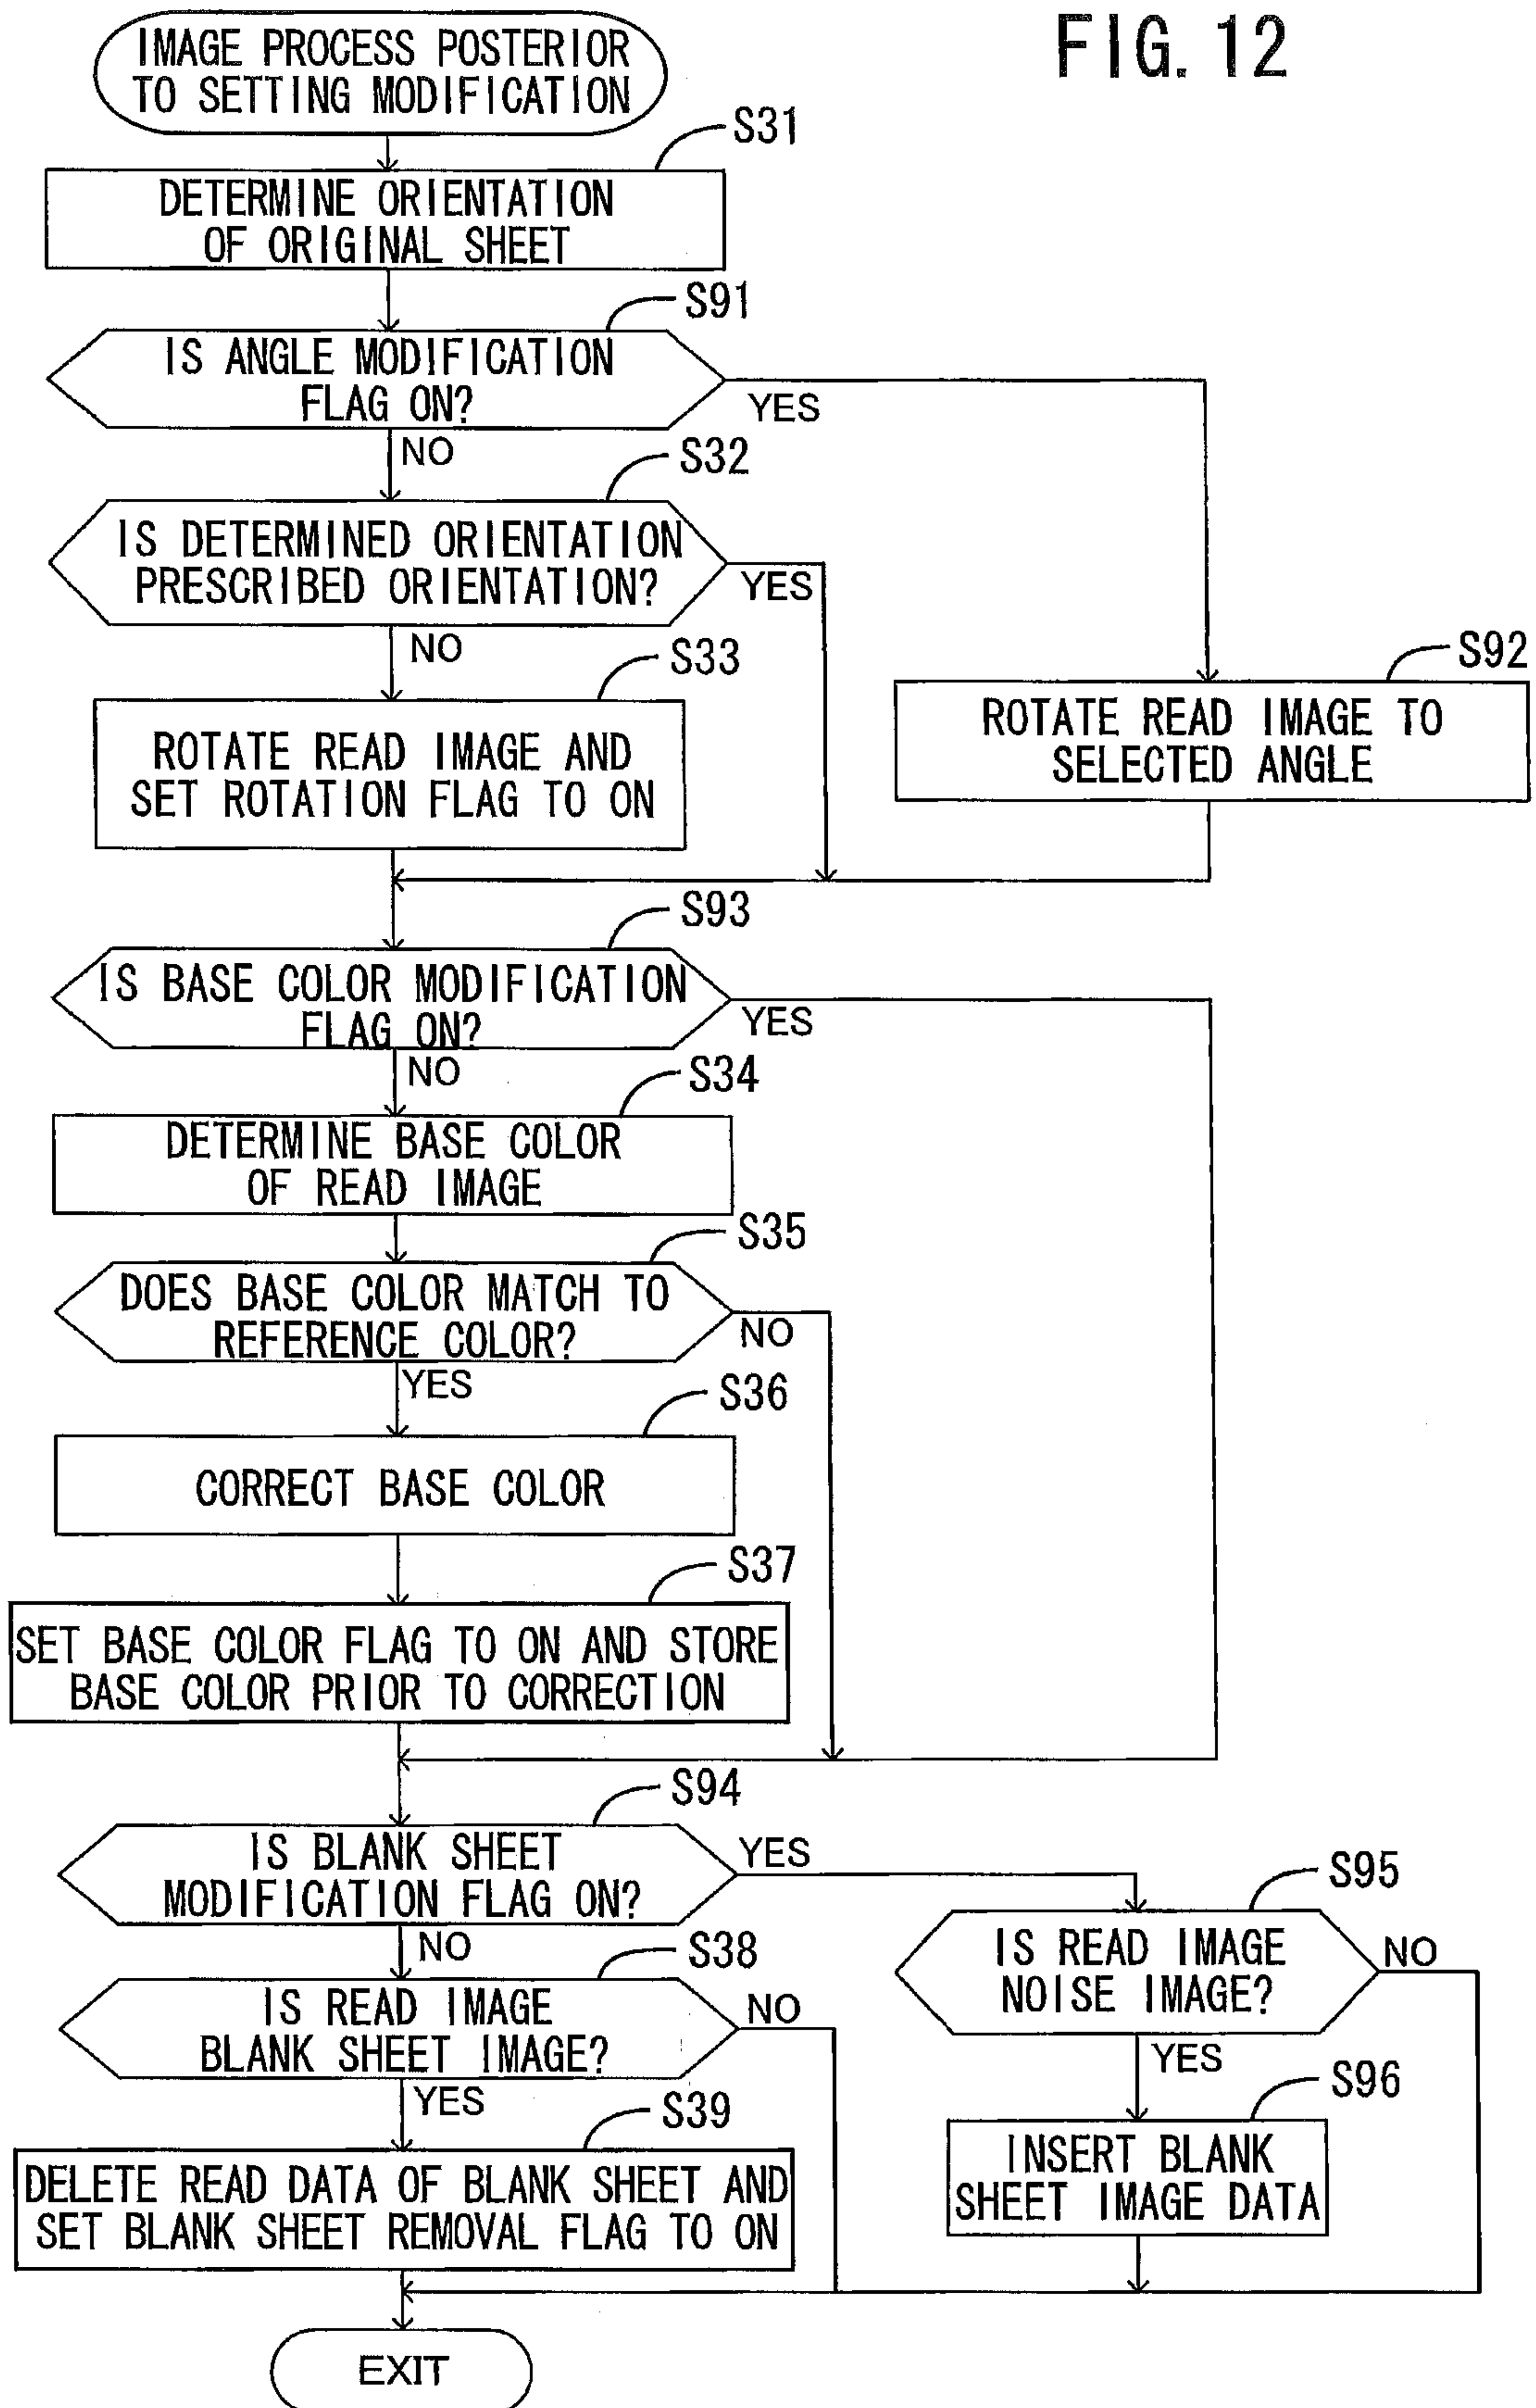 FIG. 12
IMAGE PROCESS POSTERIOR
TO SETTING MODIFICATION
S31
DETERMINE ORIENTATION
OF ORIGINAL SHEET
S91
IS ANGLE MODIFICATION
FLAG ON?
YES
NO
S32
IS DETERMINED ORIENTATION
PRESCRIBED ORIENTATION?
YES
NO
S33
ROTATE READ IMAGE AND
SET ROTATION FLAG TO ON
S92
ROTATE READ IMAGE TO
SELECTED ANGLE
S93
IS BASE COLOR MODIFICATION
FLAG ON?
YES
NO
S34
DETERMINE BASE COLOR
OF READ IMAGE
S35
DOES BASE COLOR MATCH TO
REFERENCE COLOR?
NO
YES
S36
CORRECT BASE COLOR
S37
SET BASE COLOR FLAG TO ON AND STORE
BASE COLOR PRIOR TO CORRECTION
S94
IS BLANK SHEET
MODIFICATION FLAG ON?
YES
NO
S95
IS READ IMAGE
NOISE IMAGE?
NO
YES
S38
IS READ IMAGE
BLANK SHEET IMAGE?
NO
YES
S96
INSERT BLANK
SHEET IMAGE DATA
S39
DELETE READ DATA OF BLANK SHEET AND
SET BLANK SHEET REMOVAL FLAG TO ON
EXIT